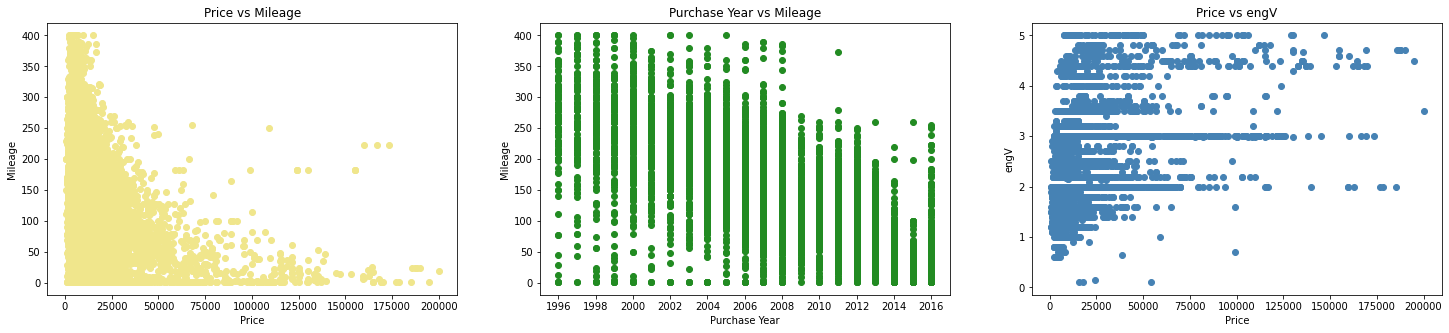 Price vs Mileage
400
350
300
250
200
150
100
50
0
Mileage
0 25000 50000 75000 100000 125000 150000 175000 200000
Price
Purchase Year vs Mileage
400
350
300
250
200
150
100
50
0
Mileage
1996 1998 2000 2002 2004 2006 2008 2010 2012 2014 2016
Purchase Year
Price vs engV
5
4
3
2
1
0
engV
0 25000 50000 75000 100000 125000 150000 175000 200000
Price